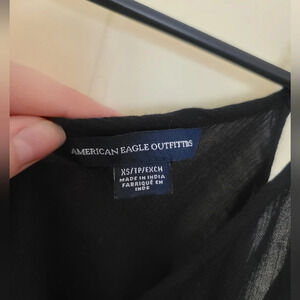 AMERICAN EAGLE OUTFITTERS
XS/TP/EXCH
MADE IN INDIA
FABRIQUÉ EN
INDE